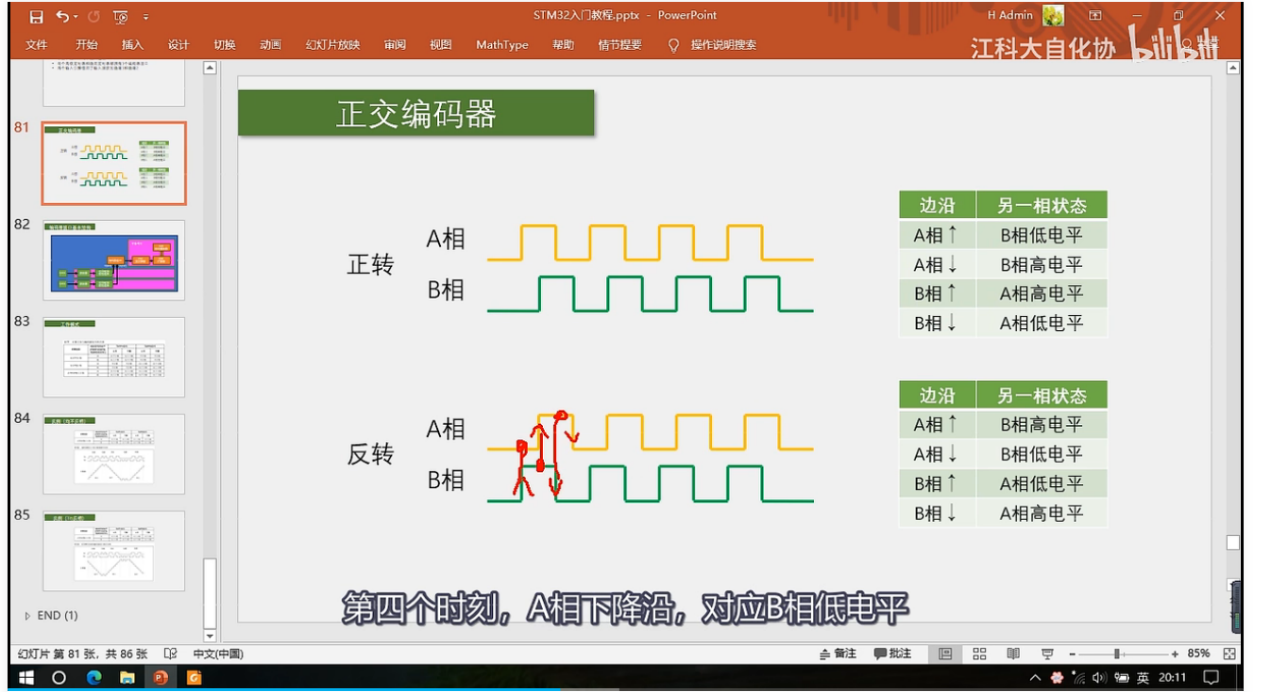 STM32入门教程.pptx - PowerPoint
H Admin
文件 开始 插入 设计 切换 动画 幻灯片放映 审阅 视图 MathType 帮助 情节提要 操作说明搜索
江科大自化协 bilibili
81
82
83
84
85
END (1)
正交编码器
正转
A相
B相
边沿 另一相状态
A相↑ B相低电平
A相↓ B相高电平
B相↑ A相高电平
B相↓ A相低电平
反转
A相
B相
边沿 另一相状态
A相↑ B相高电平
A相↓ B相低电平
B相↑ A相低电平
B相↓ A相高电平
第四个时刻，A相下降沿，对应B相低电平
幻灯片 第 81 张，共 86 张 中文(中国) 备注 批注 85%
英 20:11